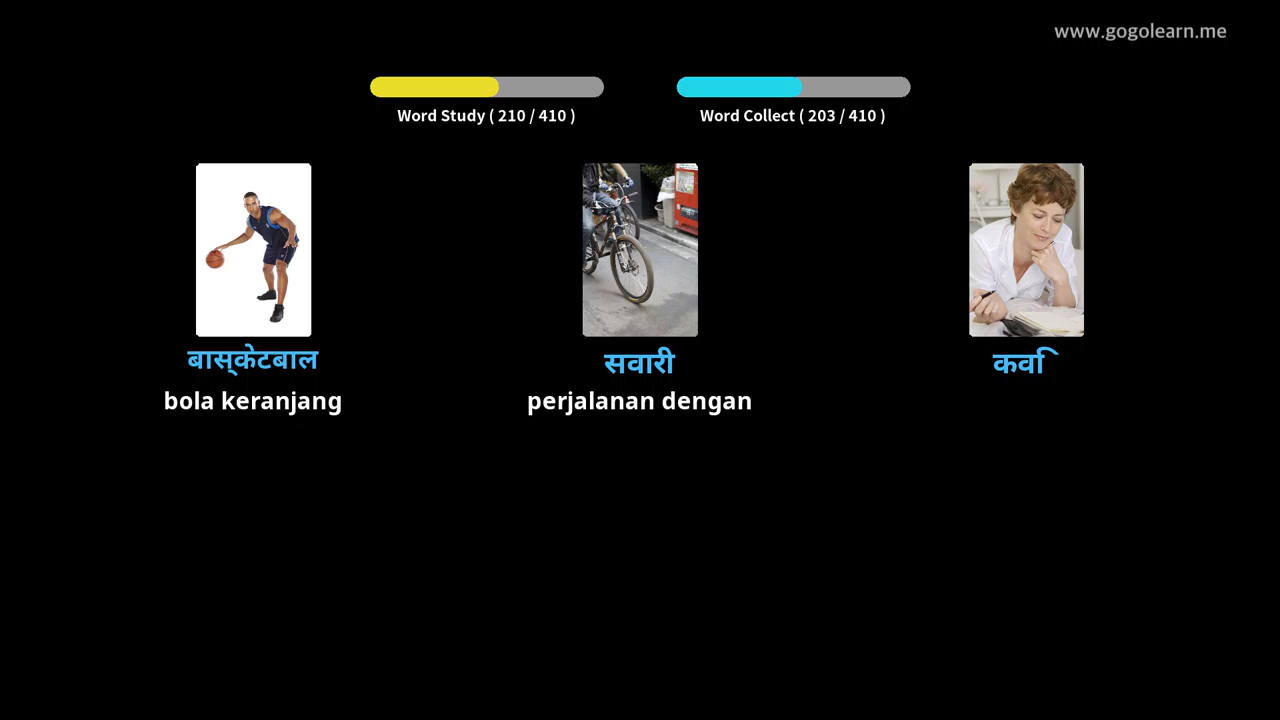 www.gogolearn.me
Word Study ( 210 / 410 )
Word Collect ( 203 / 410 )
बास्केटबाल
सवारी
कवि
bola keranjang
perjalanan dengan